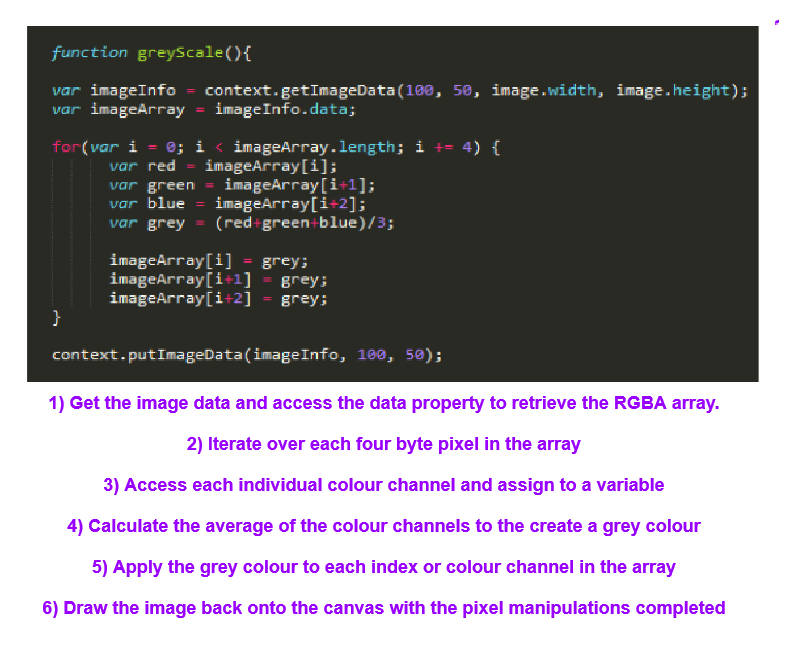 function greyScale(){
var imageInfo = context.getImageData(100, 50, image.width, image.height);
var imageArray = imageInfo.data;
for(var i = 0; i < imageArray.length; i += 4) {
var red = imageArray[i];
var green = imageArray[i+1];
var blue = imageArray[i+2];
var grey = (red+green+blue)/3;
imageArray[i] = grey;
imageArray[i+1] = grey;
imageArray[i+2] = grey;
}
context.putImageData(imageInfo, 100, 50);
1) Get the image data and access the data property to retrieve the RGBA array.
2) Iterate over each four byte pixel in the array
3) Access each individual colour channel and assign to a variable
4) Calculate the average of the colour channels to the create a grey colour
5) Apply the grey colour to each index or colour channel in the array
6) Draw the image back onto the canvas with the pixel manipulations completed